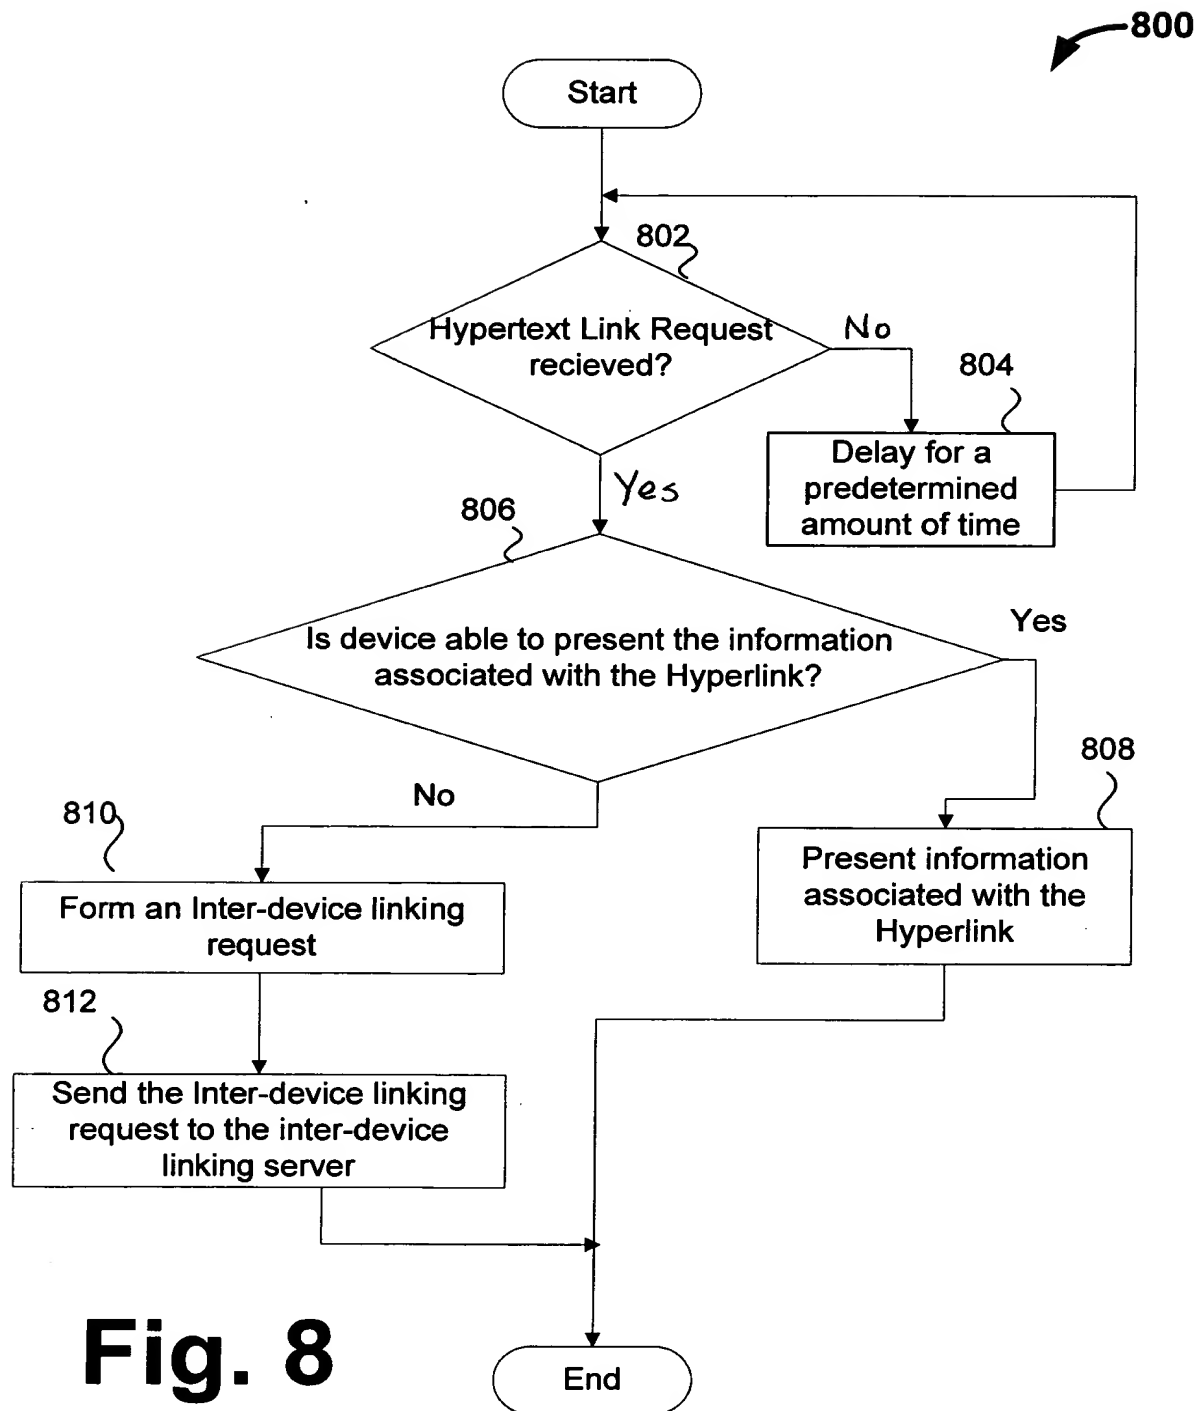 800
Start
802
Hypertext Link Request
recieved?
No
804
Delay for a
predetermined
amount of time
Yes
806
Is device able to present the information
associated with the Hyperlink?
Yes
808
No
810
Present information
associated with the
Hyperlink
Form an Inter-device linking
request
812
Send the Inter-device linking
request to the inter-device
linking server
Fig. 8
End